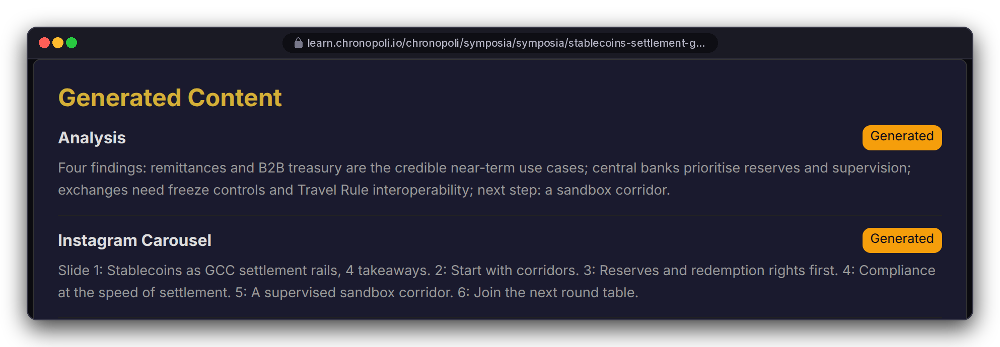 learn.chronopoli.io/chronopoli/symposia/symposia/stablecoins-settlement-g...
Generated Content
Analysis
Generated
Four findings: remittances and B2B treasury are the credible near-term use cases; central banks prioritise reserves and supervision;
exchanges need freeze controls and Travel Rule interoperability; next step: a sandbox corridor.
Instagram Carousel
Generated
Slide 1: Stablecoins as GCC settlement rails, 4 takeaways. 2: Start with corridors. 3: Reserves and redemption rights first. 4: Compliance
at the speed of settlement. 5: A supervised sandbox corridor. 6: Join the next round table.